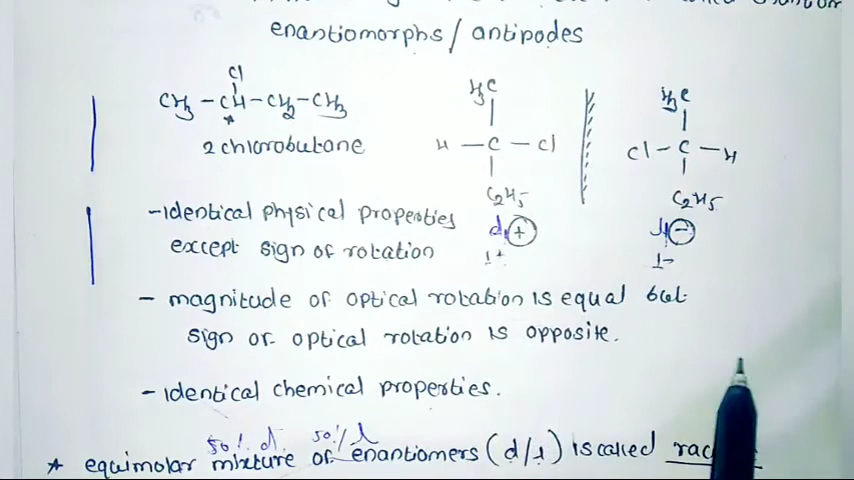 enantiomorphs / antipodes
Cl
CH3 - CH - CH2 - CH3
*
2 chlorobutane
H3C
H - C - Cl
C2H5
d, +
1+
H3C
Cl - C - H
C2H5
-
1-
- Identical physical properties
except sign of rotation
- magnitude of optical rotation is equal but
sign of optical rotation is opposite.
- Identical chemical properties.
50% d 50% l
* equimolar mixture of enantiomers (d/l) is called